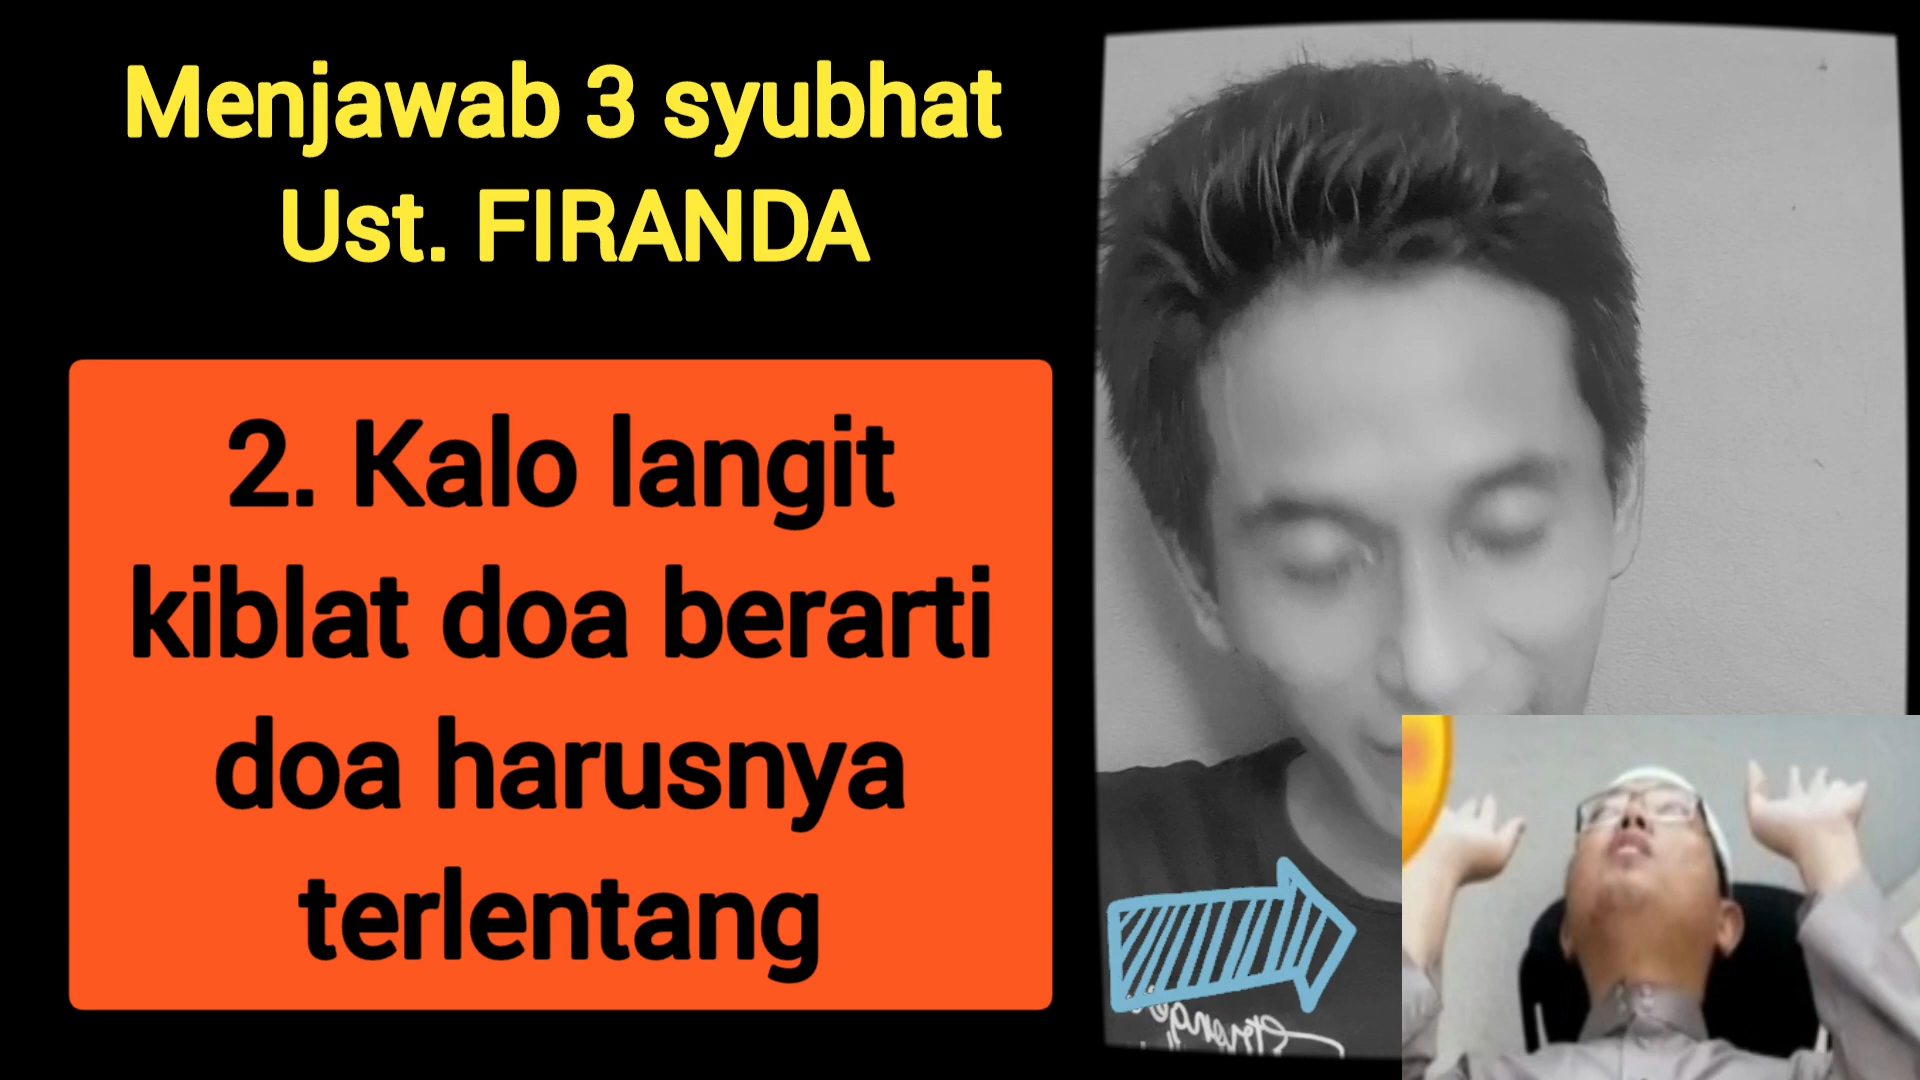 Menjawab 3 syubhat
Ust. FIRANDA
2. Kalo langit
kiblat doa berarti
doa harusnya
terlentang